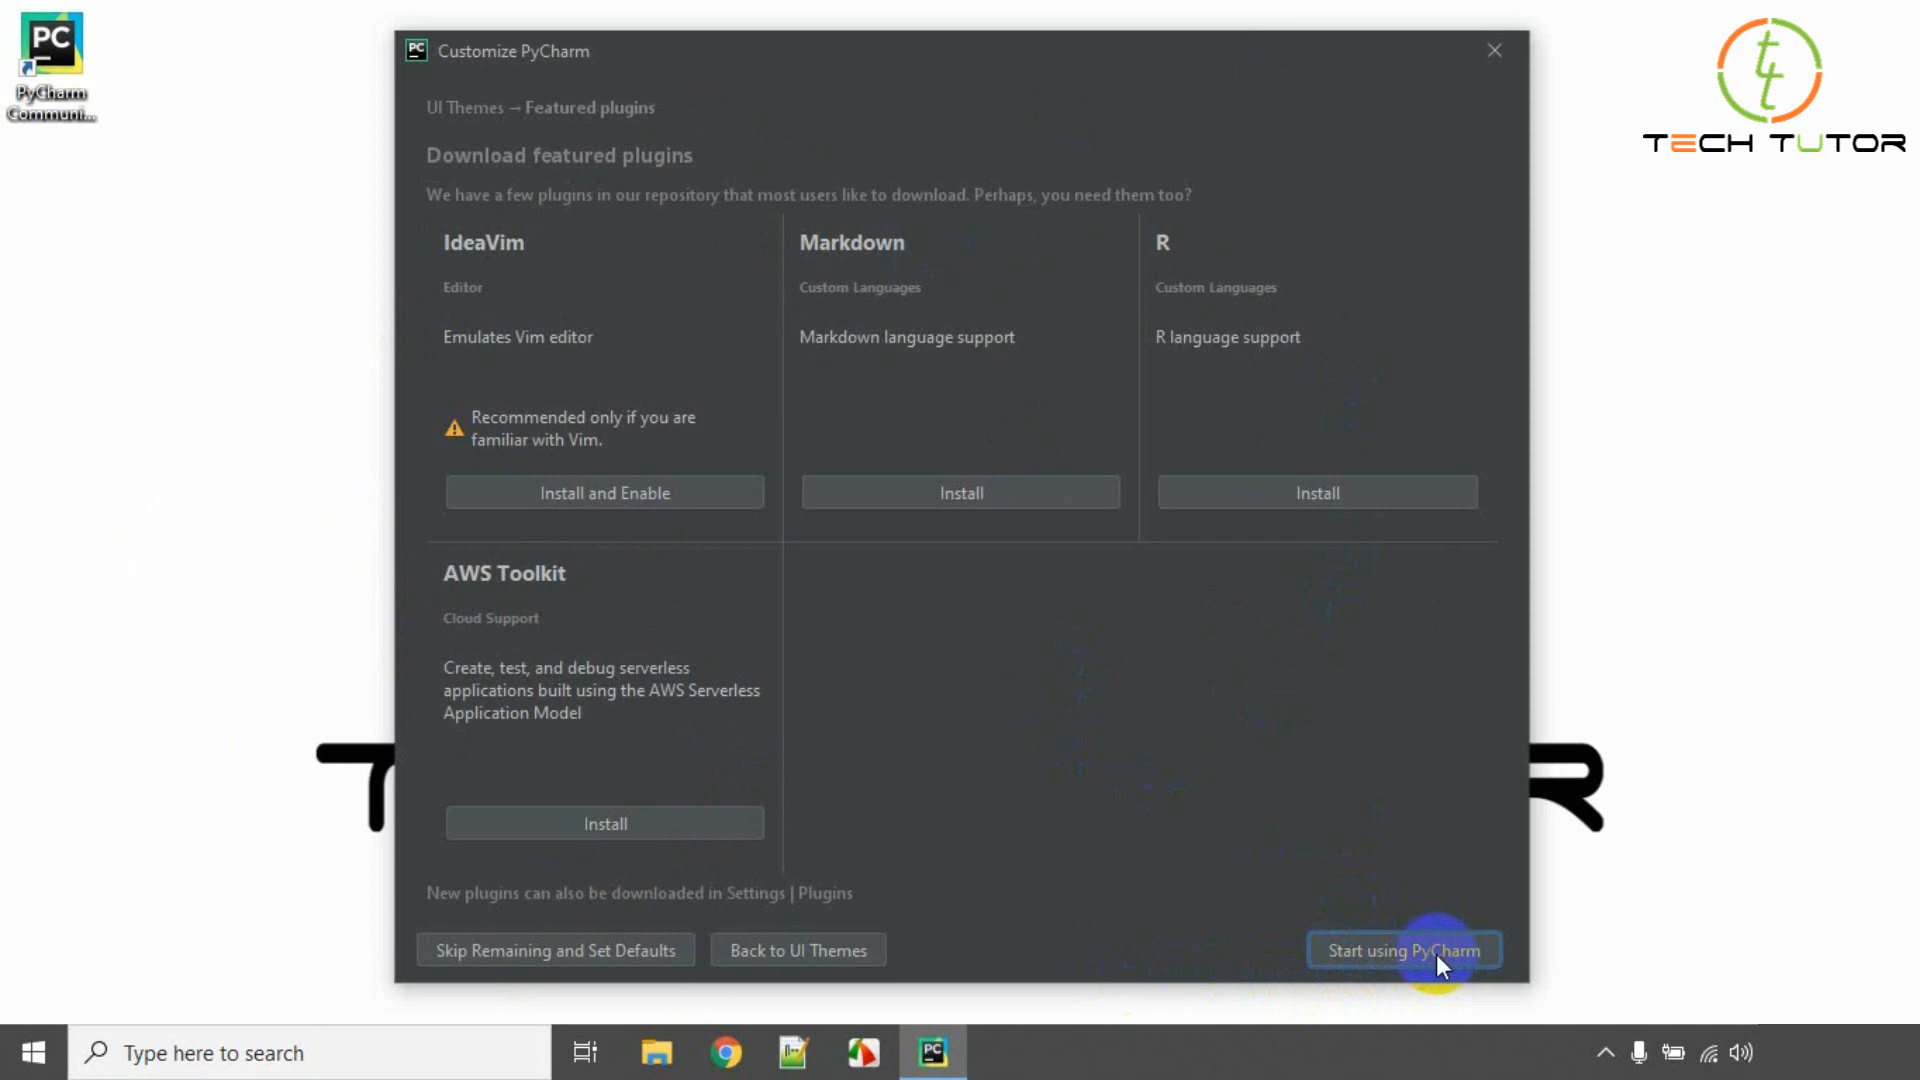 PC
PyCharm
Communi...
PC
Customize PyCharm
TECH TUTOR
UI Themes → Featured plugins
Download featured plugins
We have a few plugins in our repository that most users like to download. Perhaps, you need them too?
IdeaVim
Editor
Emulates Vim editor
Recommended only if you are
familiar with Vim.
Install and Enable
Markdown
Custom Languages
Markdown language support
Install
R
Custom Languages
R language support
Install
AWS Toolkit
Cloud Support
Create, test, and debug serverless
applications built using the AWS Serverless
Application Model
Install
New plugins can also be downloaded in Settings | Plugins
Skip Remaining and Set Defaults
Back to UI Themes
Start using PyCharm
T
R
Type here to search
PC